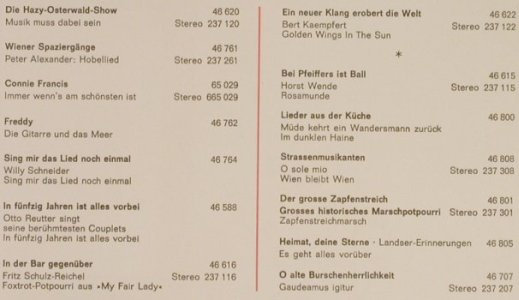 Die Hazy-Osterwald-Show 46 620
Musik muss dabei sein Stereo 237 120
Wiener Spaziergänge 46 761
Peter Alexander: Hobellied Stereo 237 261
Connie Francis 65 029
Immer wenn's am schönsten ist Stereo 665 029
Freddy 46 762
Die Gitarre und das Meer
Sing mir das Lied noch einmal 46 764
Willy Schneider
Sing mir das Lied noch einmal
In fünfzig Jahren ist alles vorbei 46 588
Otto Reutter singt
seine berühmtesten Couplets
In fünfzig Jahren ist alles vorbei
In der Bar gegenüber 46 616
Fritz Schulz-Reichel Stereo 237 116
Foxtrot-Potpourri aus »My Fair Lady«
Ein neuer Klang erobert die Welt 46 622
Bert Kaempfert Stereo 237 122
Golden Wings In The Sun
*
Bei Pfeiffers ist Ball 46 615
Horst Wende Stereo 237 115
Rosamunde
Lieder aus der Küche 46 800
Müde kehrt ein Wandersmann zurück
Im dunklen Haine
Strassenmusikanten 46 808
O sole mio Stereo 237 308
Wien bleibt Wien
Der grosse Zapfenstreich 46 801
Grosses historisches Marschpotpourri Stereo 237 301
Zapfenstreichmarsch
Heimat, deine Sterne · Landser-Erinnerungen 46 805
Es geht alles vorüber
O alte Burschenherrlichkeit 46 707
Gaudeamus igitur Stereo 237 207